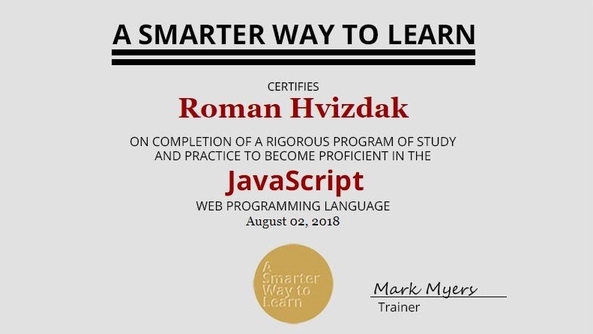 A SMARTER WAY TO LEARN
CERTIFIES
Roman Hvizdak
ON COMPLETION OF A RIGOROUS PROGRAM OF STUDY
AND PRACTICE TO BECOME PROFICIENT IN THE
JavaScript
WEB PROGRAMMING LANGUAGE
August 02, 2018
A
Smarter
Way to
Learn
Mark Myers
Trainer